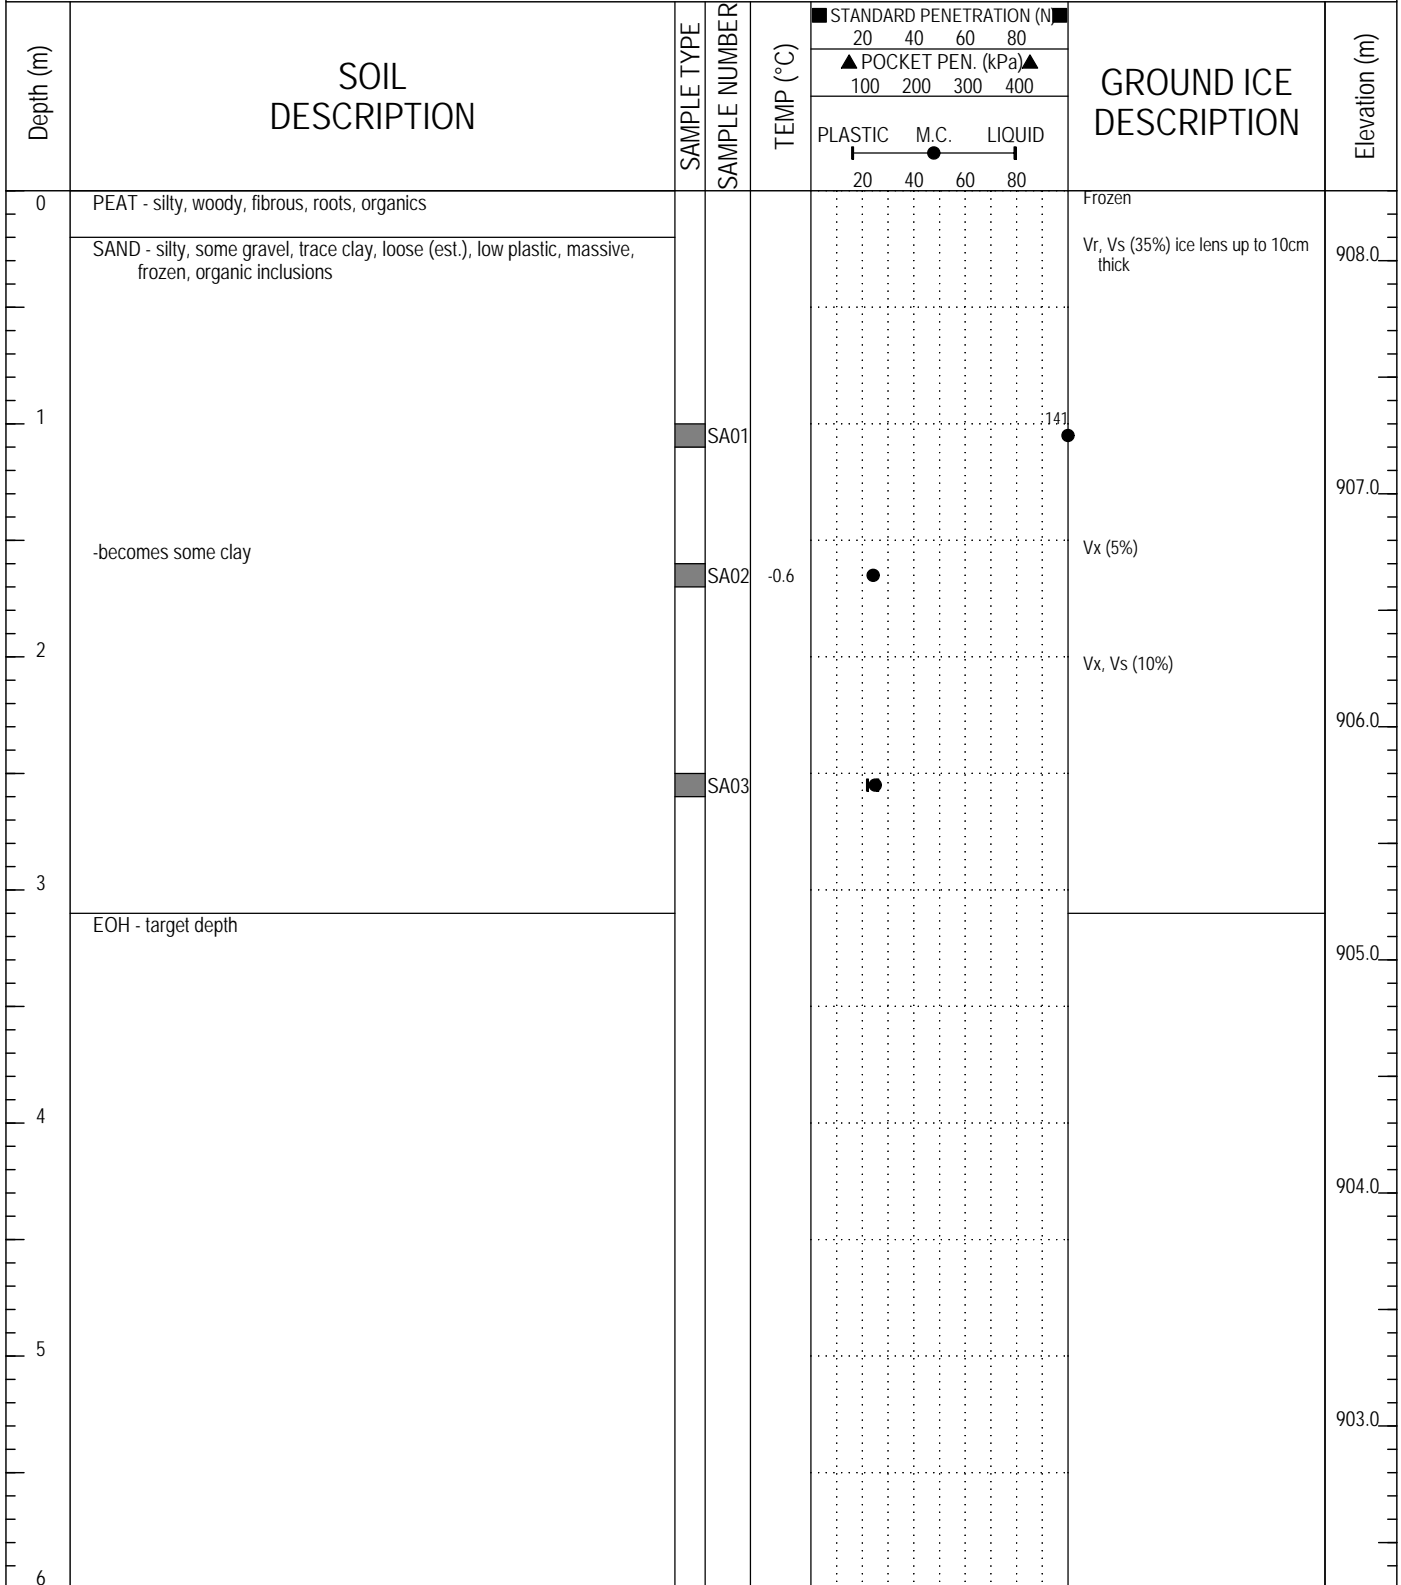 Depth (m)
SOIL
DESCRIPTION
SAMPLE TYPE
SAMPLE NUMBER
TEMP (°C)
STANDARD PENETRATION (N)
20 40 60 80
POCKET PEN. (kPa)
100 200 300 400
PLASTIC M.C. LIQUID
20 40 60 80
GROUND ICE
DESCRIPTION
Elevation (m)
0
PEAT - silty, woody, fibrous, roots, organics
Frozen
SAND - silty, some gravel, trace clay, loose (est.), low plastic, massive,
frozen, organic inclusions
Vr, Vs (35%) ice lens up to 10cm
thick
908.0
1
141
SA01
907.0
-becomes some clay
Vx (5%)
SA02
-0.6
2
Vx, Vs (10%)
906.0
SA03
3
EOH - target depth
905.0
4
904.0
5
903.0
6